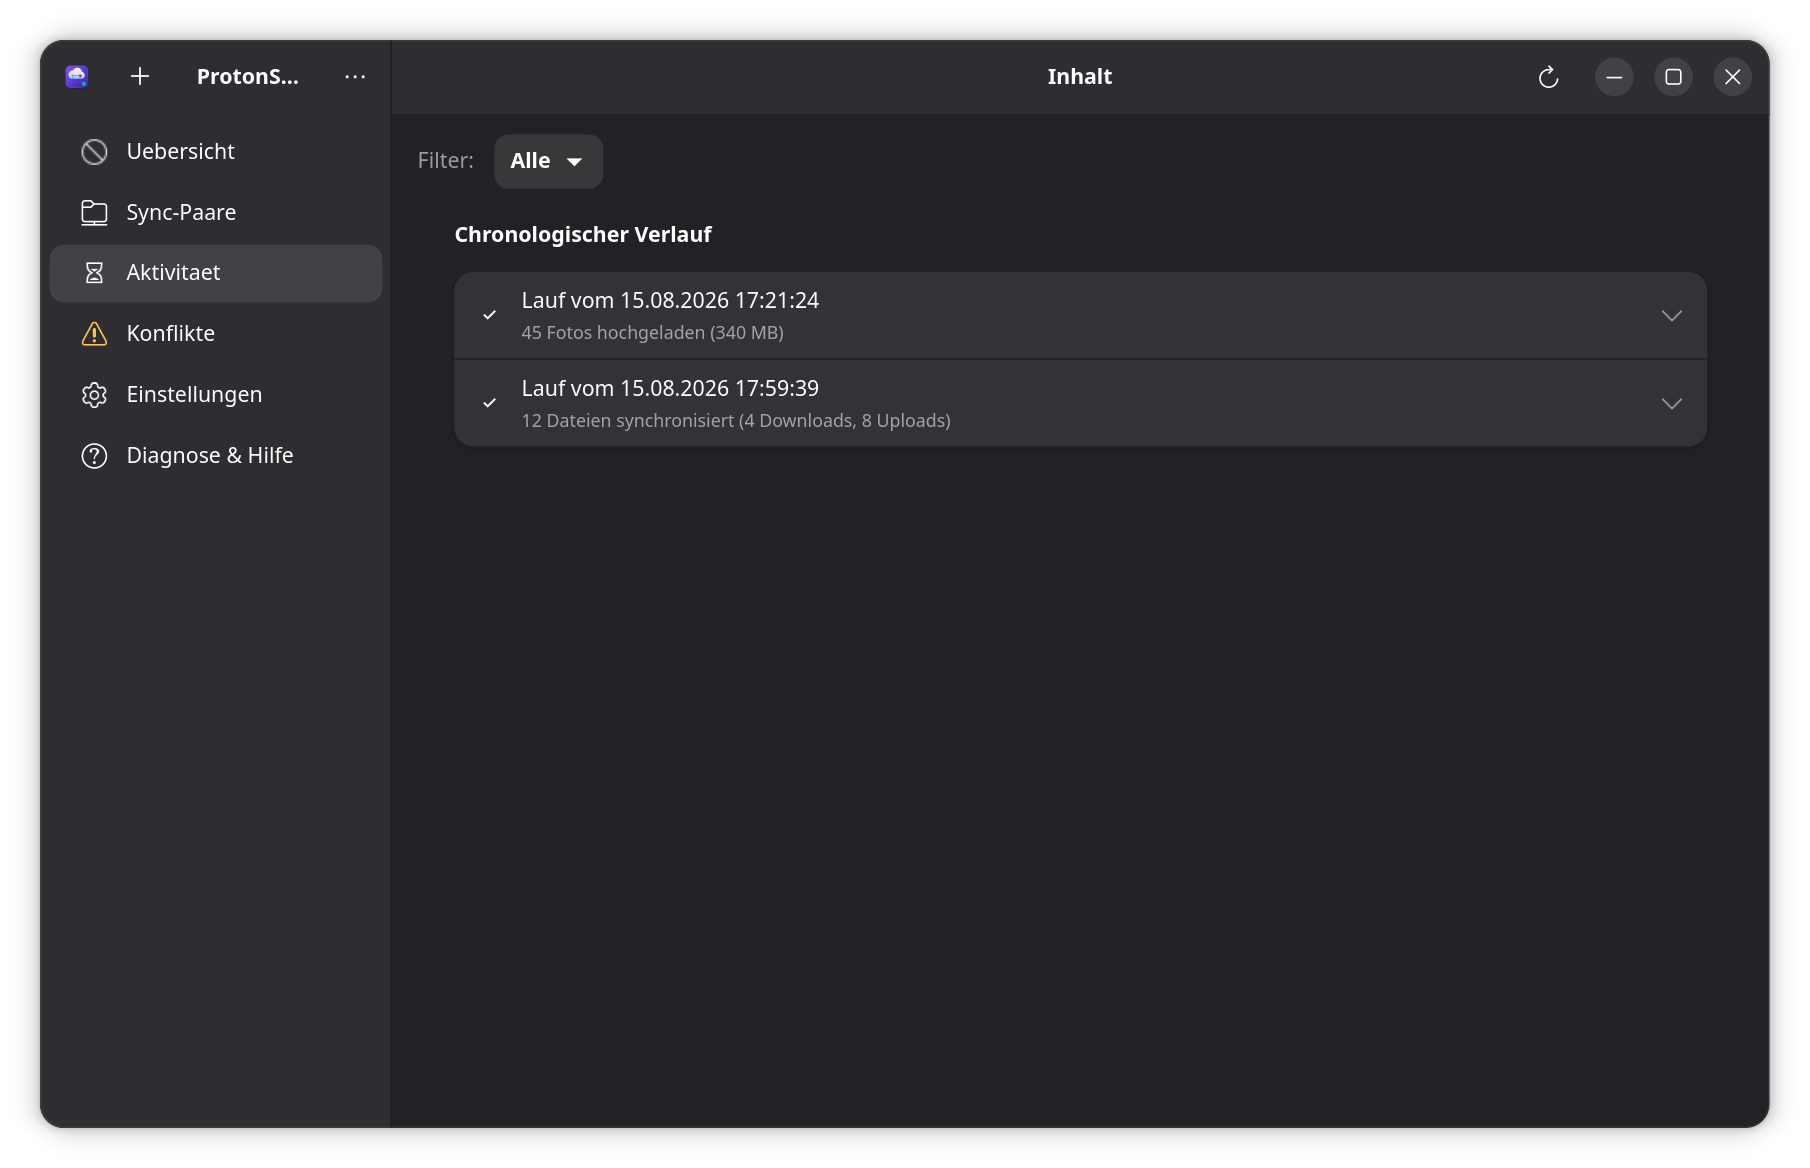 ProtonS...
Inhalt
Uebersicht
Sync-Paare
Aktivitaet
Konflikte
Einstellungen
Diagnose & Hilfe
Filter:
Alle
Chronologischer Verlauf
Lauf vom 15.08.2026 17:21:24
45 Fotos hochgeladen (340 MB)
Lauf vom 15.08.2026 17:59:39
12 Dateien synchronisiert (4 Downloads, 8 Uploads)